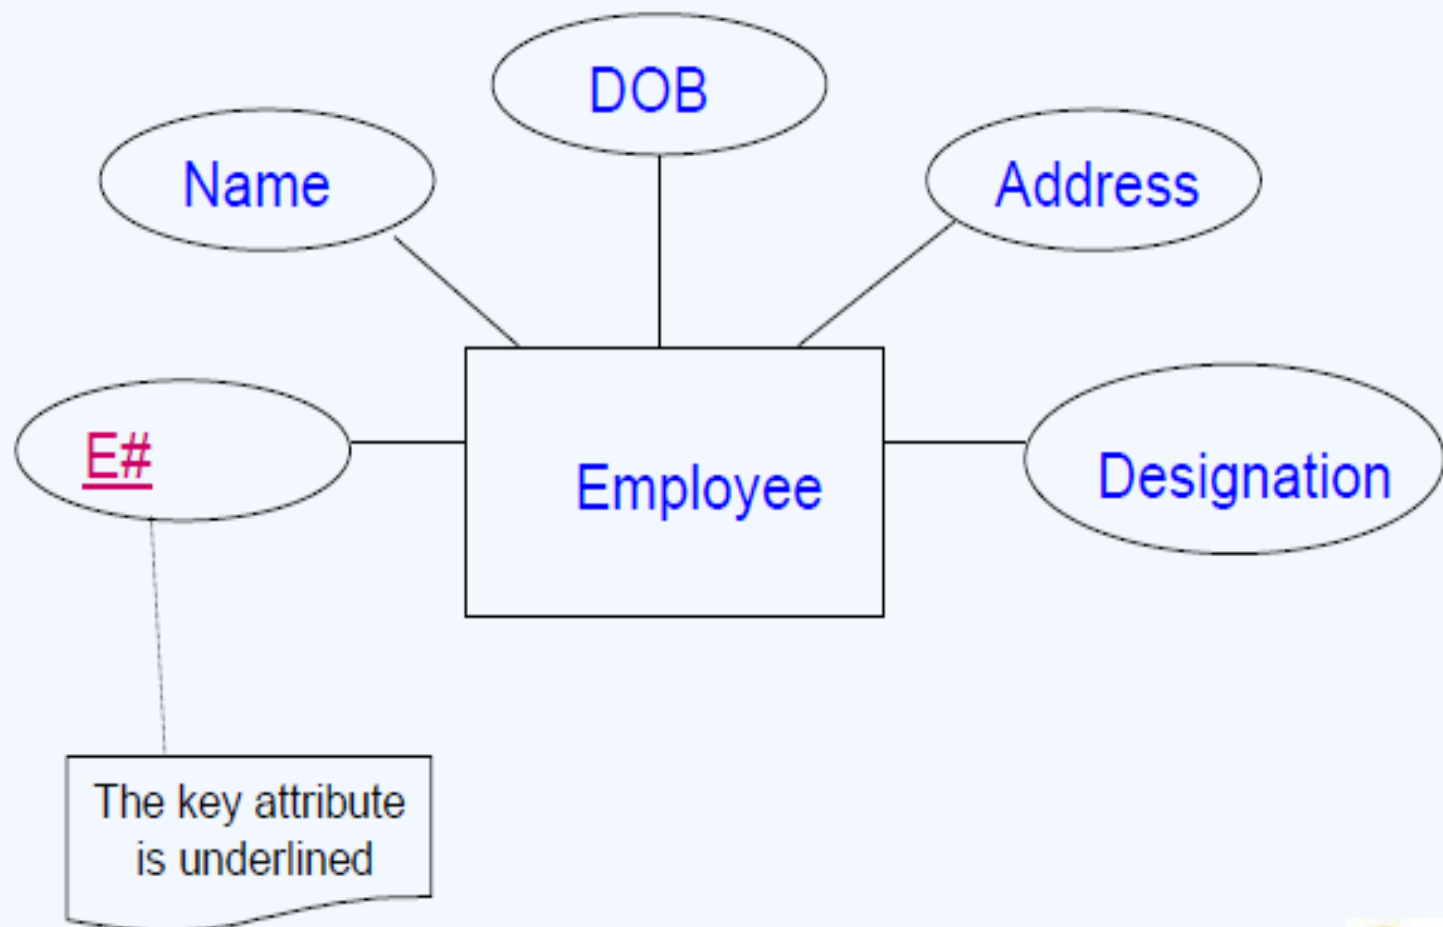 DOB
Name
Address
E#
Employee
Designation
The key attribute
is underlined